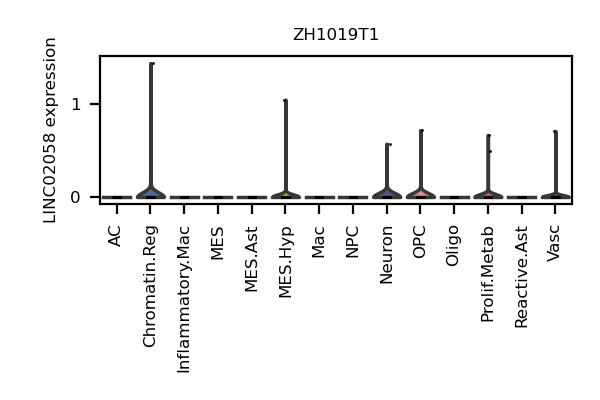 ZH1019T1
LINC02058 expression
1
0
AC
Chromatin.Reg
Inflammatory.Mac
MES
MES.Ast
MES.Hyp
Mac
NPC
Neuron
OPC
Oligo
Prolif.Metab
Reactive.Ast
Vasc